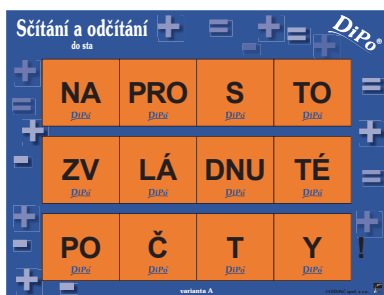 Sčítání a odčítání
do sta
DiPo®
NA PRO S TO
DiPo DiPo DiPo DiPo
ZV LÁ DNU TÉ
DiPo DiPo DiPo DiPo
PO Č T Y !
DiPo DiPo DiPo DiPo
varianta A